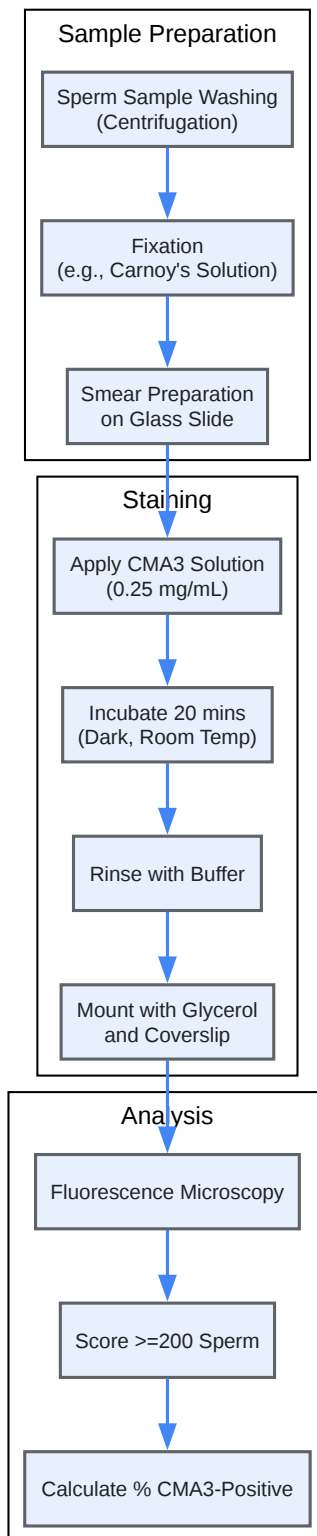 Sample Preparation
Sperm Sample Washing
(Centrifugation)
Fixation
(e.g., Carnoy's Solution)
Smear Preparation
on Glass Slide
Staining
Apply CMA3 Solution
(0.25 mg/mL)
Incubate 20 mins
(Dark, Room Temp)
Rinse with Buffer
Mount with Glycerol
and Coverslip
Analysis
Fluorescence Microscopy
Score >=200 Sperm
Calculate % CMA3-Positive